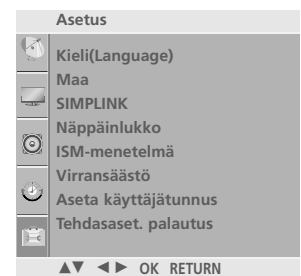 Asetus
Kieli(Language)
Maa
SIMPLINK
Näppäinlukko
ISM-menetelmä
Virransäästö
Aseta käyttäjätunnus
Tehdasaset. palautus
▲▼ ◄► OK RETURN